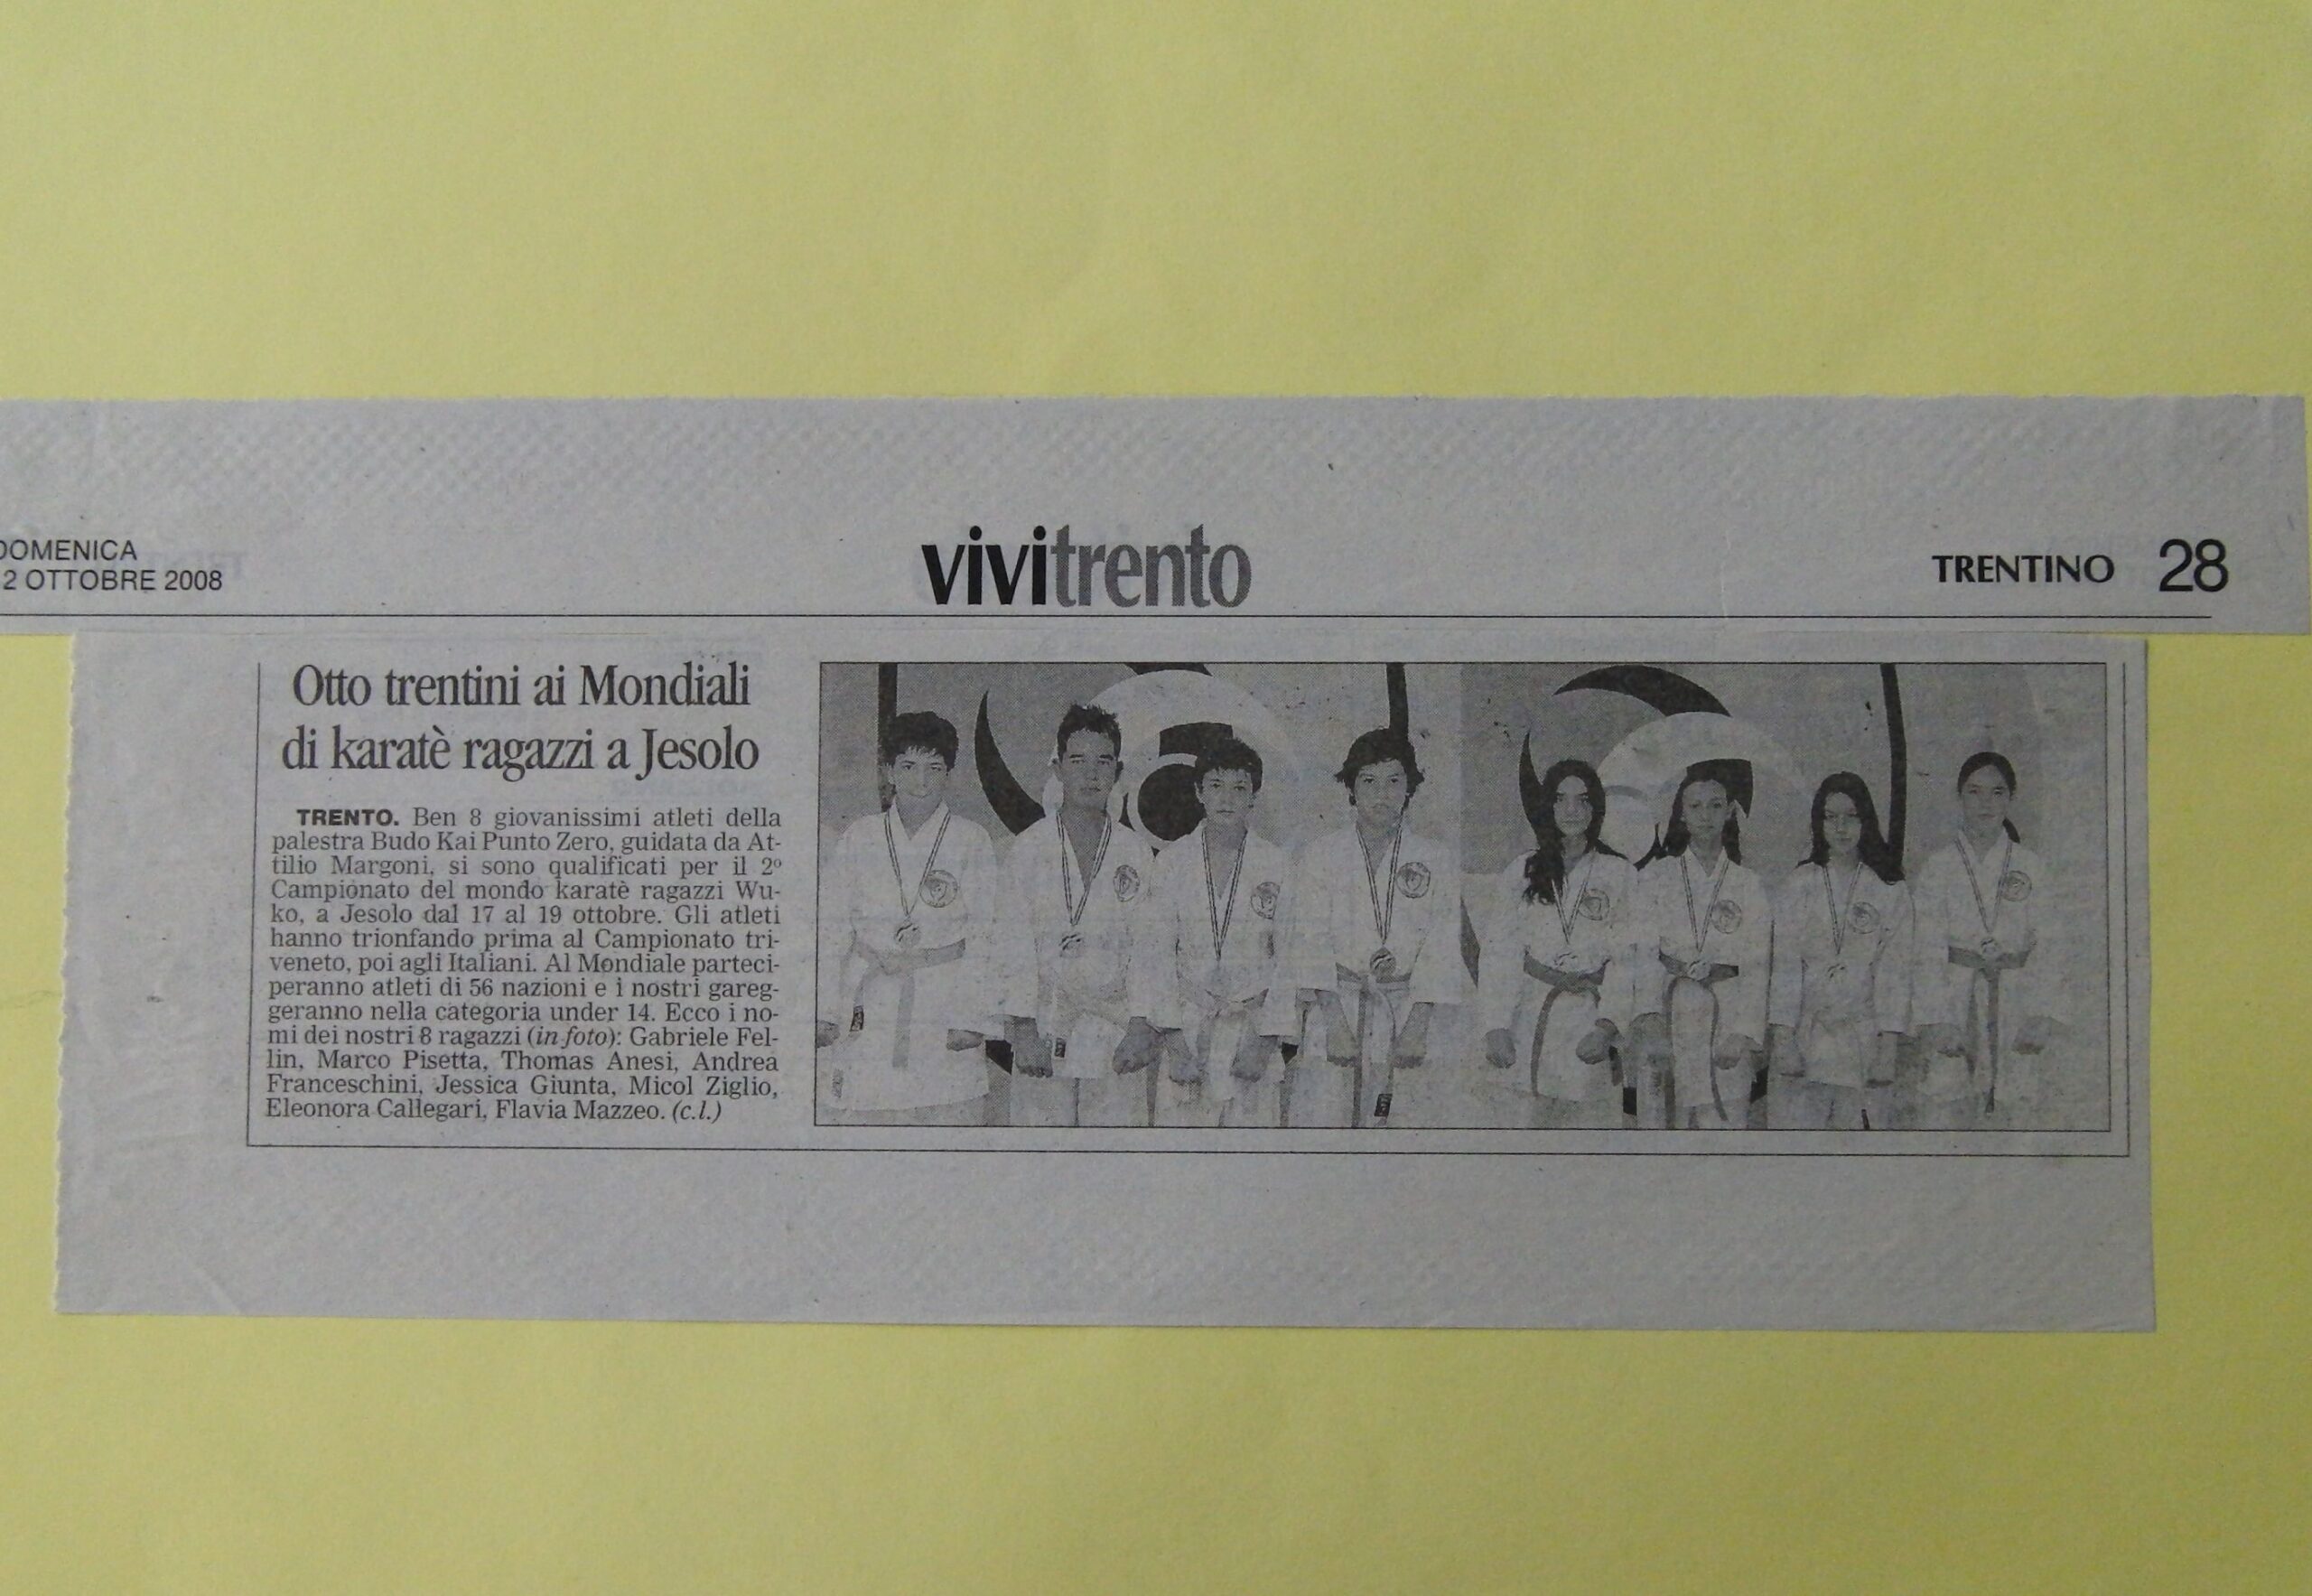 DOMENICA
2 OTTOBRE 2008
vivitrento
TRENTINO 28
Otto trentini ai Mondiali
di karatè ragazzi a Jesolo
TRENTO. Ben 8 giovanissimi atleti della
palestra Budo Kai Punto Zero, guidata da At-
tilio Margoni, si sono qualificati per il 2º
Campionato del mondo karatè ragazzi Wu-
ko, a Jesolo dal 17 al 19 ottobre. Gli atleti
hanno trionfando prima al Campionato tri-
veneto, poi agli Italiani. Al Mondiale parteci-
peranno atleti di 56 nazioni e i nostri gareg-
geranno nella categoria under 14. Ecco i no-
mi dei nostri 8 ragazzi (in foto): Gabriele Fel-
lin, Marco Pisetta, Thomas Anesi, Andrea
Franceschini, Jessica Giunta, Micol Ziglio,
Eleonora Callegari, Flavia Mazzeo. (c.l.)